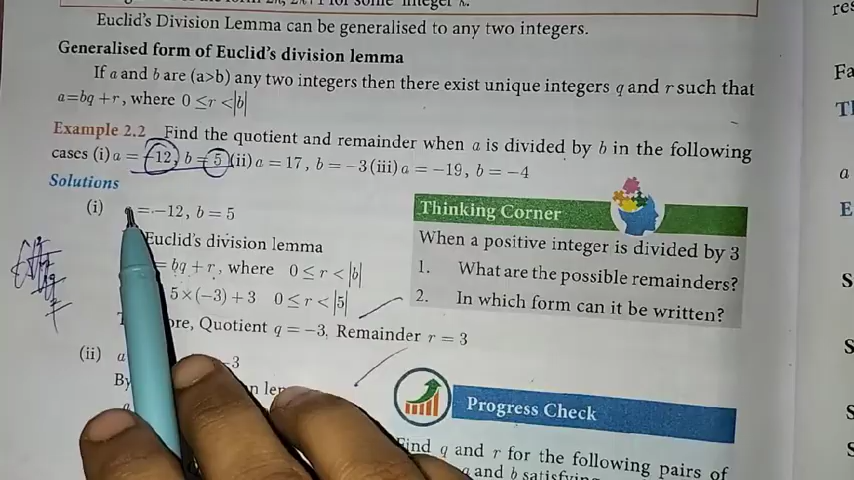 Euclid's Division Lemma can be generalised to any two integers.
Generalised form of Euclid's division lemma
If a and b are (a>b) any two integers then there exist unique integers q and r such that
a=bq +r, where 0 ≤ r < |b|
Example 2.2 Find the quotient and remainder when a is divided by b in the following
cases (i) a = −12, b = 5 (ii) a = 17, b = −3 (iii) a = −19, b = −4
Solutions
(i) = −12, b = 5
Euclid's division lemma
= bq + r, where 0 ≤ r < |b|
5×(−3) + 3 0 ≤ r < |5|
Quotient q = −3, Remainder r = 3
(ii) a −3
By
Thinking Corner
When a positive integer is divided by 3
1. What are the possible remainders?
2. In which form can it be written?
Progress Check
Find q and r for the following pairs of
and b satisfying